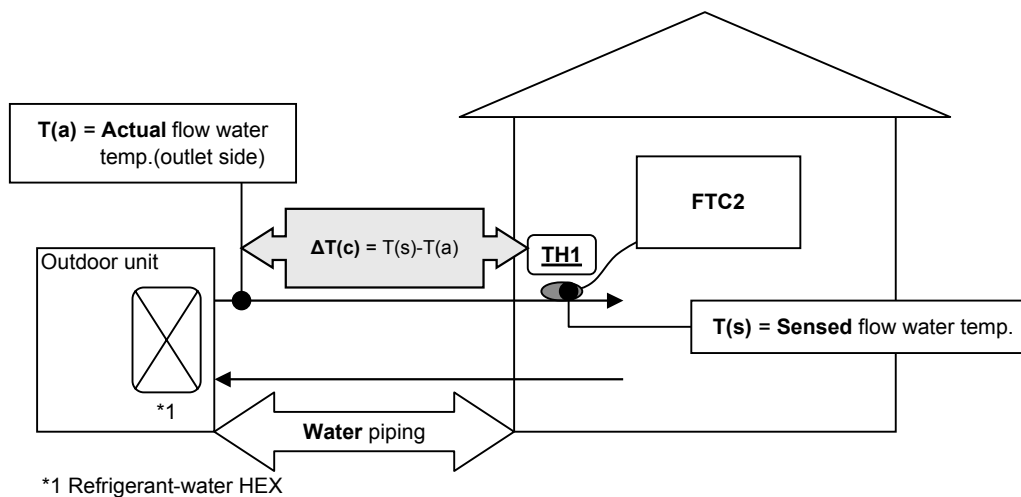 T(a) = Actual flow water
temp.(outlet side)
FTC2
ΔT(c) = T(s)-T(a)
TH1
Outdoor unit
T(s) = Sensed flow water temp.
*1
Water piping
*1 Refrigerant-water HEX